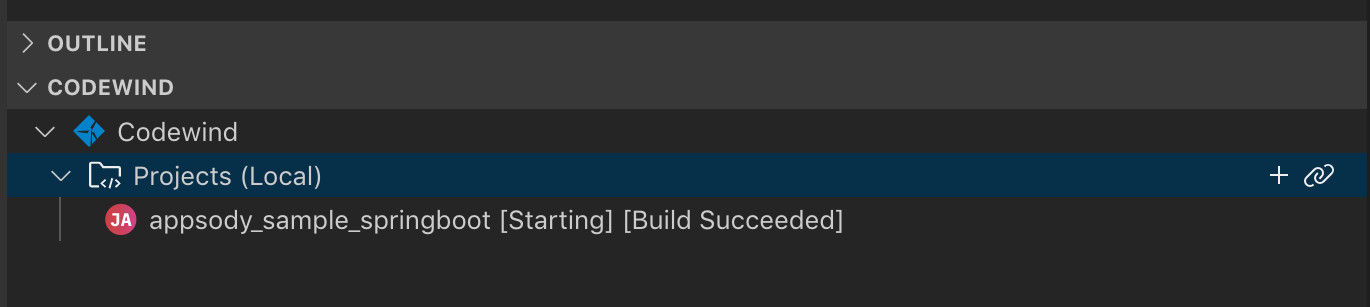 OUTLINE
CODEWIND
Codewind
Projects (Local)
JA appsody_sample_springboot [Starting] [Build Succeeded]